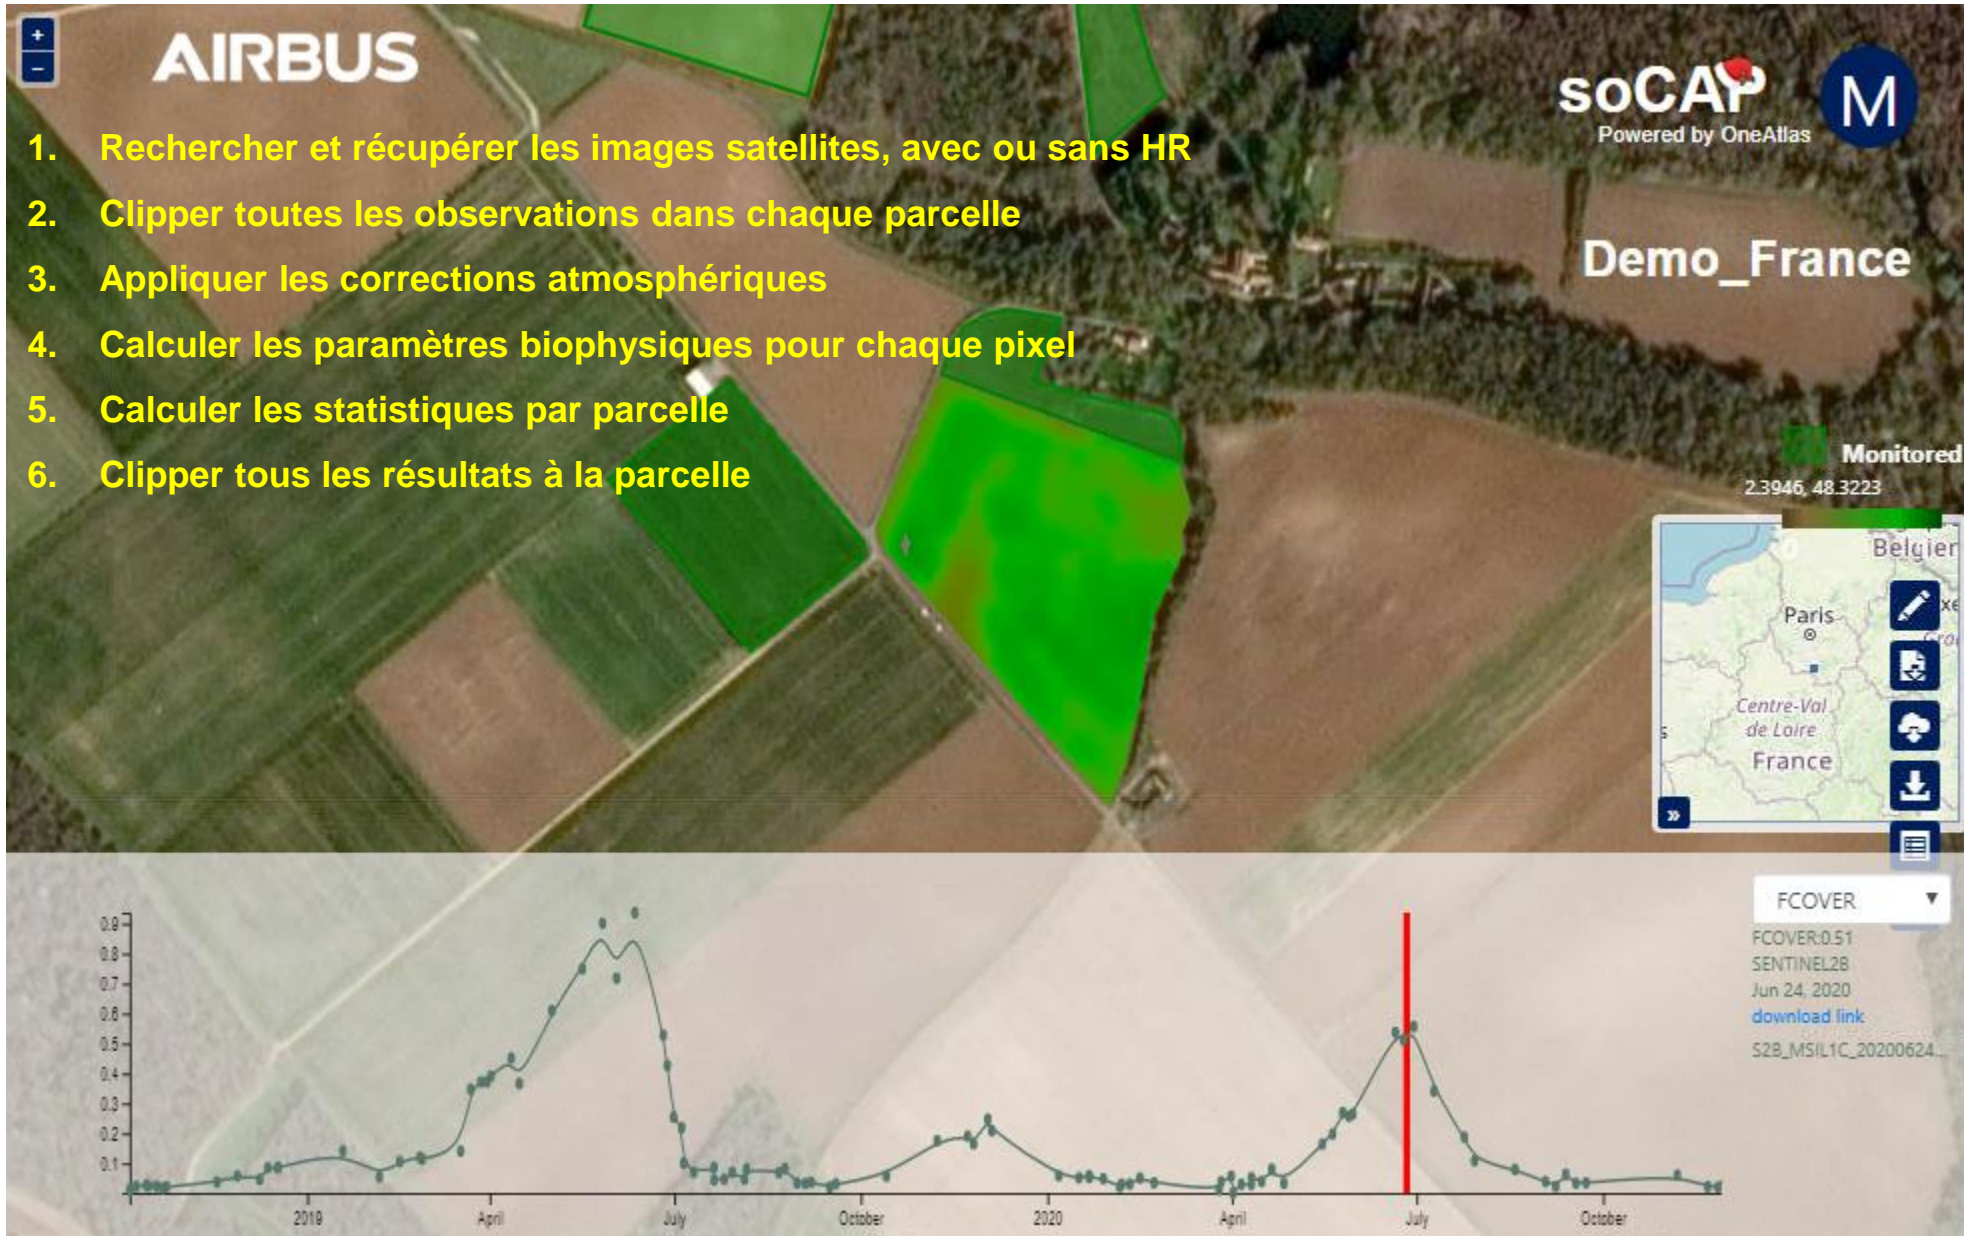 +
−
AIRBUS
soCAP
M
Powered by OneAtlas
1. Rechercher et récupérer les images satellites, avec ou sans HR
2. Clipper toutes les observations dans chaque parcelle
3. Appliquer les corrections atmosphériques
4. Calculer les paramètres biophysiques pour chaque pixel
5. Calculer les statistiques par parcelle
6. Clipper tous les résultats à la parcelle
Demo_France
Monitored
2.3946, 48.3223
0
Belgien
Paris
Centre-Val
de Loire
France
»
FCOVER
FCOVER:0.51
SENTINEL2B
Jun 24, 2020
download link
S2B_MSIL1C_20200624...
0.9
0.8
0.7
0.6
0.5
0.4
0.3
0.2
0.1
2019 April July October 2020 April July October